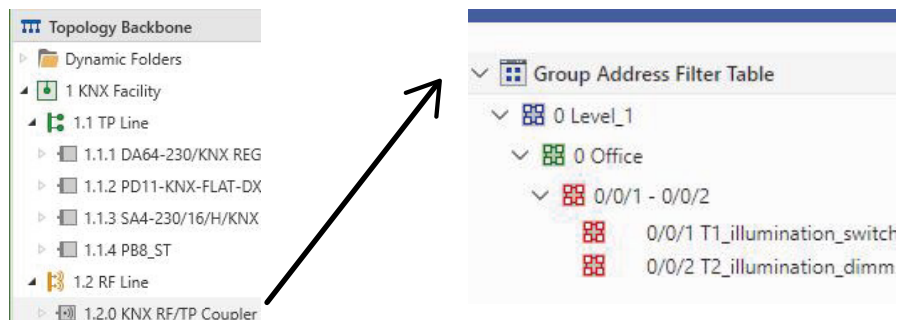 Topology Backbone
Dynamic Folders
1 KNX Facility
1.1 TP Line
1.1.1 DA64-230/KNX REG
1.1.2 PD11-KNX-FLAT-DX
1.1.3 SA4-230/16/H/KNX
1.1.4 PB8_ST
1.2 RF Line
1.2.0 KNX RF/TP Coupler
Group Address Filter Table
0 Level_1
0 Office
0/0/1 - 0/0/2
0/0/1 T1_illumination_switch
0/0/2 T2_illumination_dimm